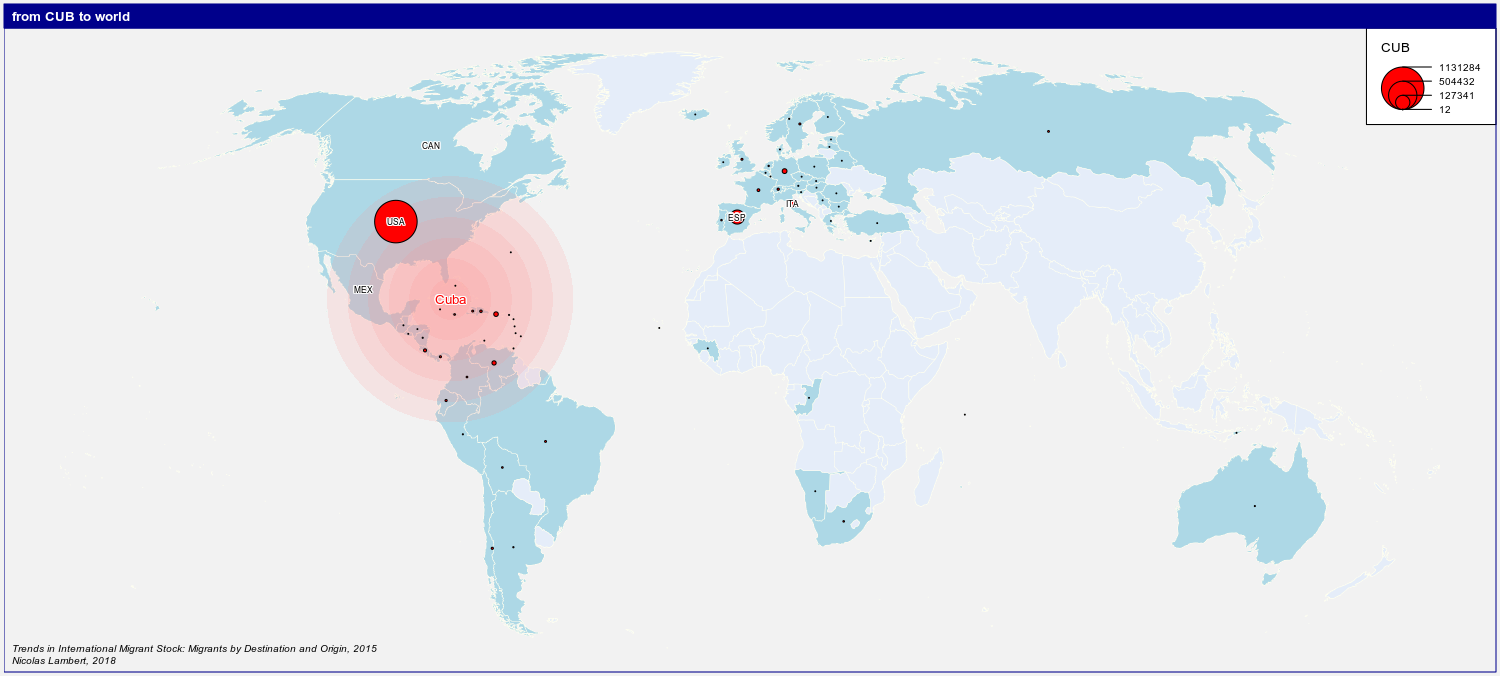 from CUB to world
CUB
1131284
504432
127341
12
CAN
USA
ESP
ITA
MEX
Cuba
Trends in International Migrant Stock: Migrants by Destination and Origin, 2015
Nicolas Lambert, 2018